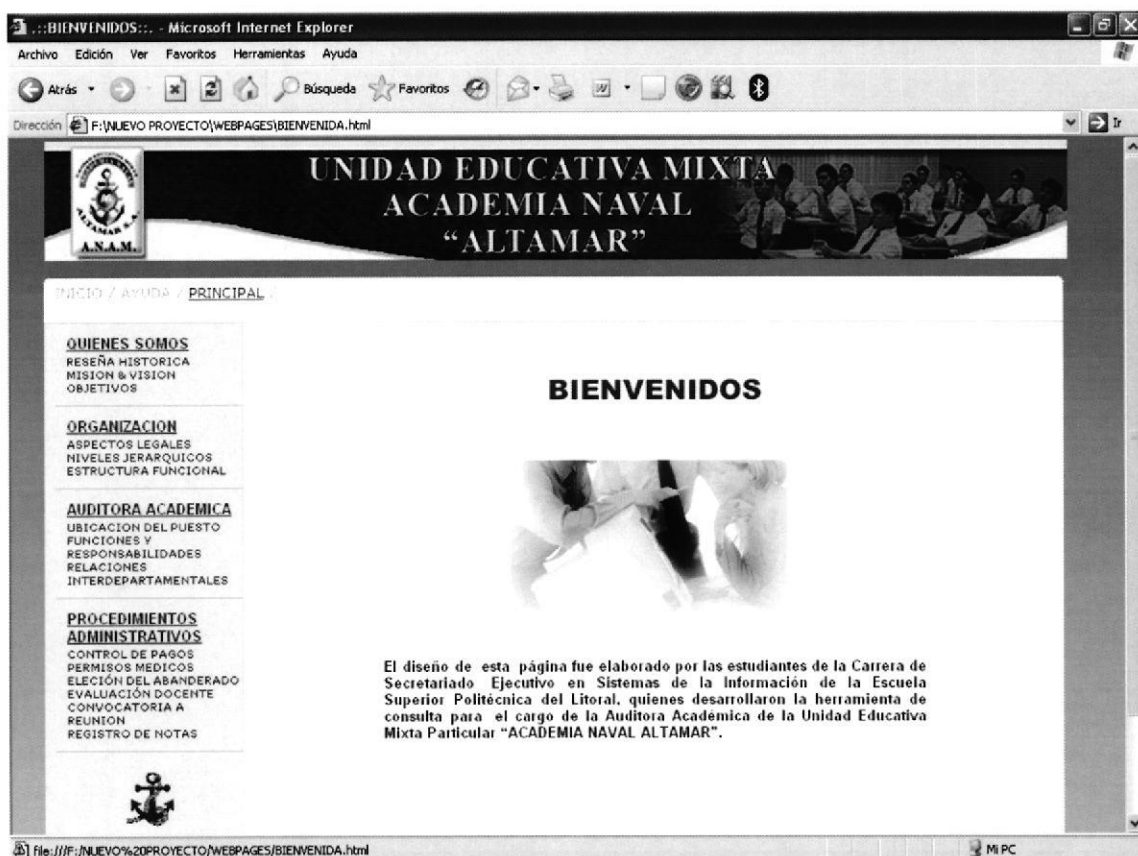 .::BIENVENIDOS::. - Microsoft Internet Explorer
Archivo Edición Ver Favoritos Herramientas Ayuda
Atrás Búsqueda Favoritos
Dirección F:\NUEVO PROYECTO\WEBPAGES\BIENVENIDA.html Ir
UNIDAD EDUCATIVA MIXTA
ACADEMIA NAVAL
“ALTAMAR”
ALTAMAR S.A.
A.N.A.M.
INICIO / AYUDA / PRINCIPAL /
QUIENES SOMOS
RESEÑA HISTORICA
MISION & VISION
OBJETIVOS
ORGANIZACION
ASPECTOS LEGALES
NIVELES JERARQUICOS
ESTRUCTURA FUNCIONAL
AUDITORA ACADEMICA
UBICACION DEL PUESTO
FUNCIONES Y
RESPONSABILIDADES
RELACIONES
INTERDEPARTAMENTALES
PROCEDIMIENTOS
ADMINISTRATIVOS
CONTROL DE PAGOS
PERMISOS MEDICOS
ELECIÓN DEL ABANDERADO
EVALUACIÓN DOCENTE
CONVOCATORIA A
REUNION
REGISTRO DE NOTAS
BIENVENIDOS
El diseño de esta página fue elaborado por las estudiantes de la Carrera de
Secretariado Ejecutivo en Sistemas de la Información de la Escuela
Superior Politécnica del Litoral, quienes desarrollaron la herramienta de
consulta para el cargo de la Auditora Académica de la Unidad Educativa
Mixta Particular “ACADEMIA NAVAL ALTAMAR”.
file:///F:/NUEVO%20PROYECTO/WEBPAGES/BIENVENIDA.html Mi PC